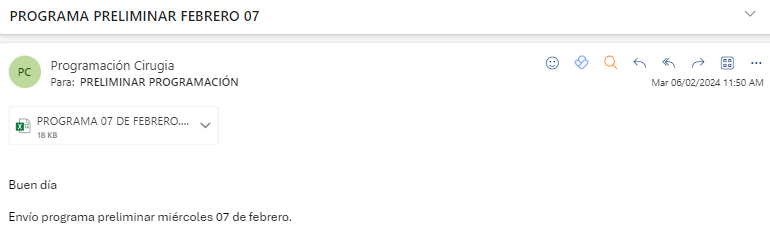 PROGRAMA PRELIMINAR FEBRERO 07
PC
Programación Cirugia
Para: PRELIMINAR PROGRAMACIÓN
Mar 06/02/2024 11:50 AM
PROGRAMA 07 DE FEBRERO....
18 KB
Buen día
Envío programa preliminar miércoles 07 de febrero.